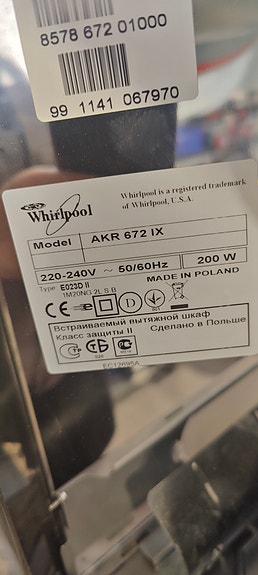 8578 672 01000
99 1141 067970
Whirlpool is a registered trademark
of Whirlpool, U.S.A.
Whirlpool
Model AKR 672 IX
220-240V ~ 50/60Hz 200 W
MADE IN POLAND
Type E023D II
1M20NG 2L S B
CE D
Встраиваемый вытяжной шкаф
Класс защиты II Сделано в Польше